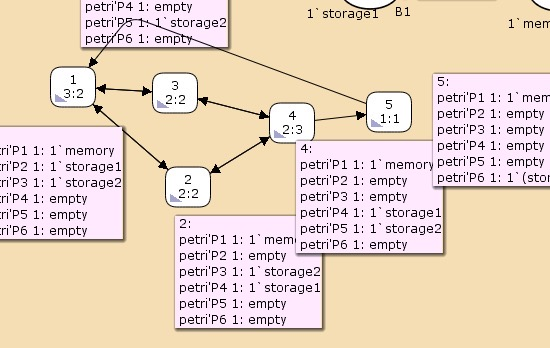 petri'P4 1: empty
petri'P5 1: 1`storage2
petri'P6 1: empty
1`storage1
B1
1`mem
1
3:2
3
2:2
4
2:3
5
1:1
2
2:2
petri'P1 1: 1`memory
petri'P2 1: 1`storage1
petri'P3 1: 1`storage2
petri'P4 1: empty
petri'P5 1: empty
petri'P6 1: empty
2:
petri'P1 1: 1`mem
petri'P2 1: empty
petri'P3 1: 1`storage2
petri'P4 1: 1`storage1
petri'P5 1: empty
petri'P6 1: empty
4:
petri'P1 1: 1`memory
petri'P2 1: empty
petri'P3 1: empty
petri'P4 1: 1`storage1
petri'P5 1: 1`storage2
petri'P6 1: empty
5:
petri'P1 1: 1`mem
petri'P2 1: empty
petri'P3 1: empty
petri'P4 1: empty
petri'P5 1: empty
petri'P6 1: 1`(stor